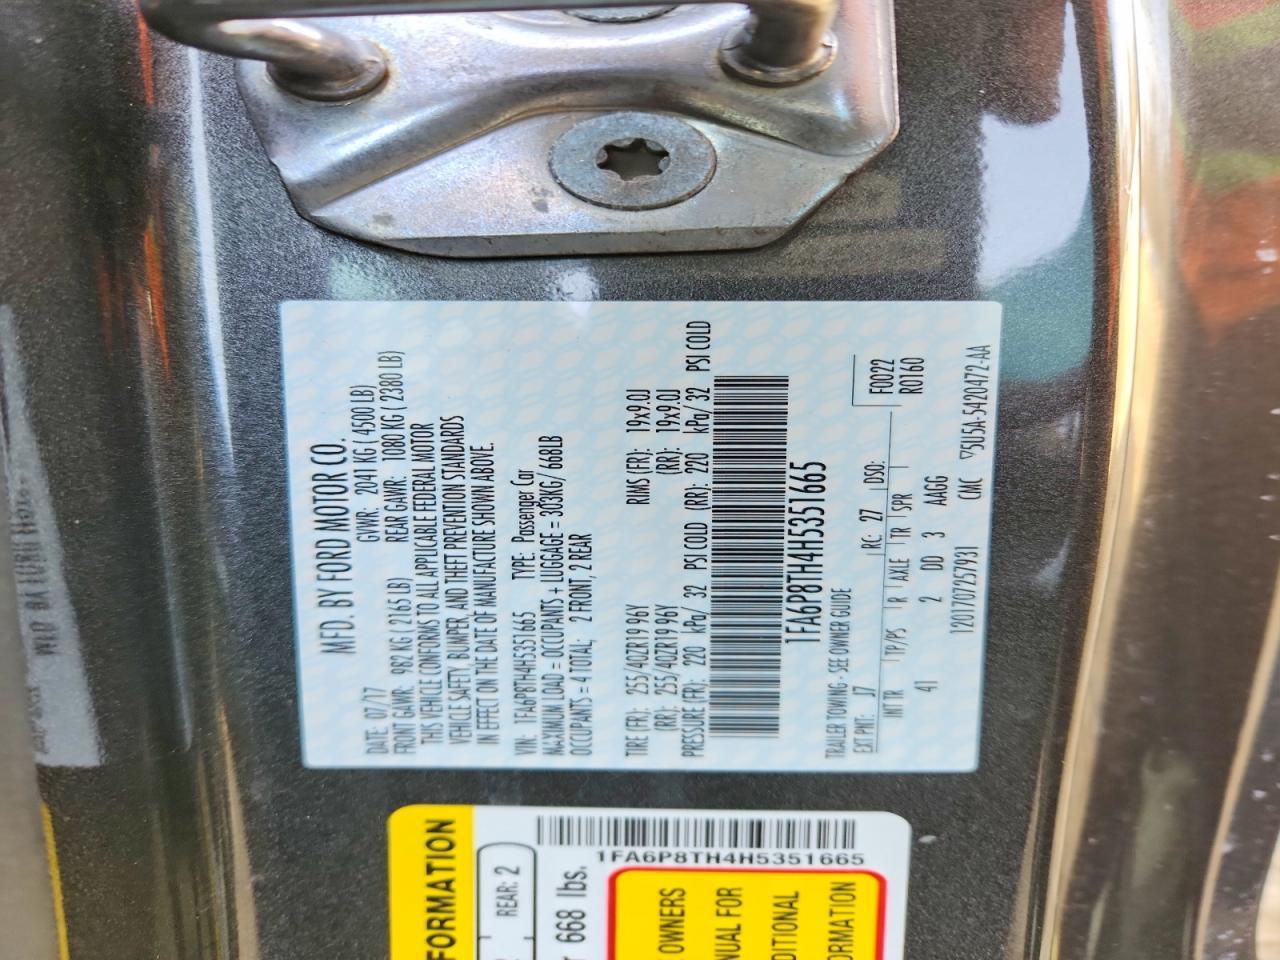 MFD. BY FORD MOTOR CO.
DATE: 07/17 GVWR: 2041 KG ( 4500 LB)
FRONT GAWR: 982 KG ( 2165 LB) REAR GAWR: 1080 KG ( 2380 LB)
THIS VEHICLE CONFORMS TO ALL APPLICABLE FEDERAL MOTOR
VEHICLE SAFETY, BUMPER, AND THEFT PREVENTION STANDARDS
IN EFFECT ON THE DATE OF MANUFACTURE SHOWN ABOVE.
VIN: 1FA6P8TH4H5351665 TYPE: Passenger Car
MAXIMUM LOAD = OCCUPANTS + LUGGAGE = 303KG/ 668LB
OCCUPANTS = 4 TOTAL; 2 FRONT, 2 REAR
TIRE (FR): 255/40ZR19 96Y RIMS (FR): 19x9.0J
(RR): 255/40ZR19 96Y (RR): 19x9.0J
PRESSURE (FR): 220 kPa/ 32 PSI COLD (RR): 220 kPa/ 32 PSI COLD
1FA6P8TH4H5351665
TRAILER TOWING - SEE OWNER GUIDE
F0022
EXT PNT: J7 RC: 27 DSO: R0160
INT TR TP/PS R AXLE TR SPR
41 2 DD 3 AAGG
12017072579​31 CMC 5U5A-5420472-AA
FORMATION
REAR: 2
668 lbs.
1FA6P8TH4H5351665
OWNERS
NUAL FOR
DITIONAL
ORMATION